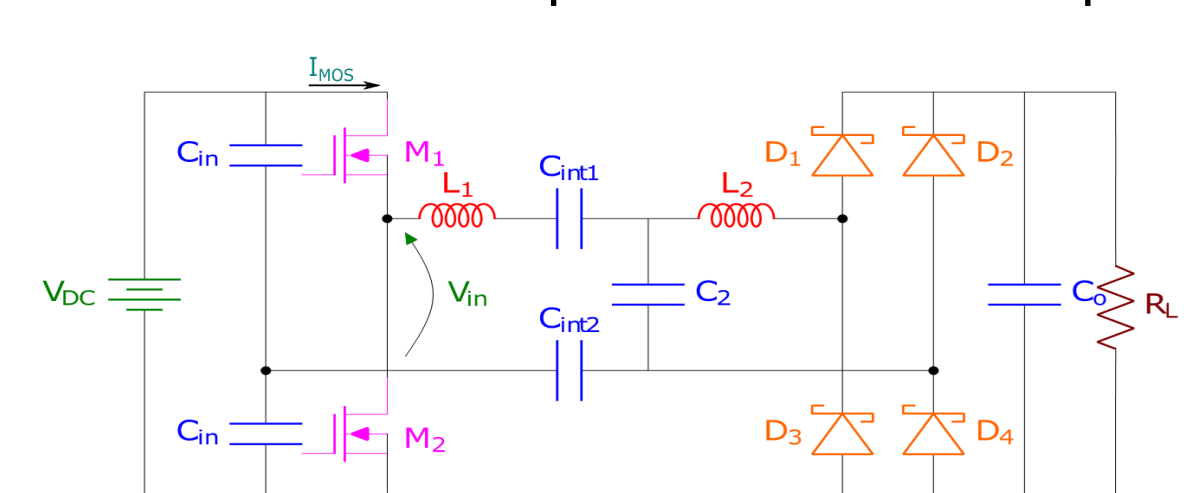 I_MOS
C_in
M_1
C_int1
L_1
L_2
D_1
D_2
V_DC
V_in
C_2
C_o
R_L
C_int2
C_in
M_2
D_3
D_4